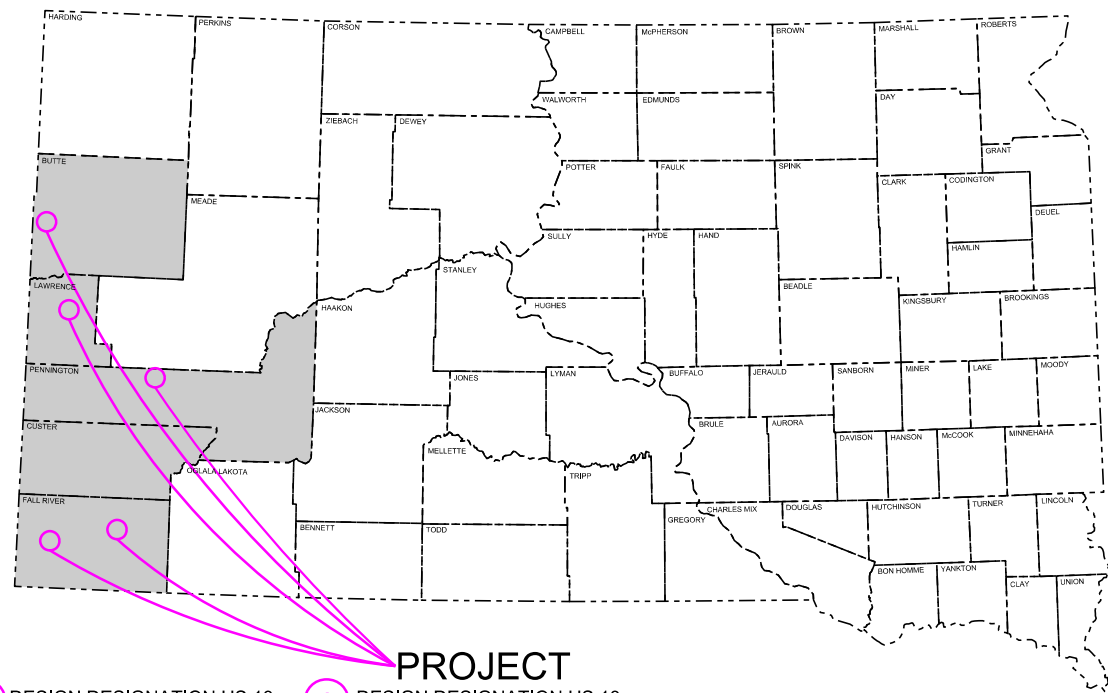 HARDING
PERKINS
CORSON
CAMPBELL
McPHERSON
BROWN
MARSHALL
ROBERTS
WALWORTH
EDMUNDS
DAY
ZIEBACH
DEWEY
GRANT
BUTTE
POTTER
FAULK
SPINK
CLARK
CODINGTON
MEADE
DEUEL
SULLY
HYDE
HAND
HAMLIN
STANLEY
LAWRENCE
BEADLE
KINGSBURY
BROOKINGS
HAAKON
HUGHES
PENNINGTON
JONES
LYMAN
BUFFALO
JERAULD
SANBORN
MINER
LAKE
MOODY
JACKSON
CUSTER
BRULE
AURORA
DAVISON
HANSON
McCOOK
MINNEHAHA
MELLETTE
OGLALA LAKOTA
TRIPP
FALL RIVER
GREGORY
CHARLES MIX
DOUGLAS
HUTCHINSON
TURNER
LINCOLN
BENNETT
TODD
BON HOMME
YANKTON
CLAY
UNION
PROJECT